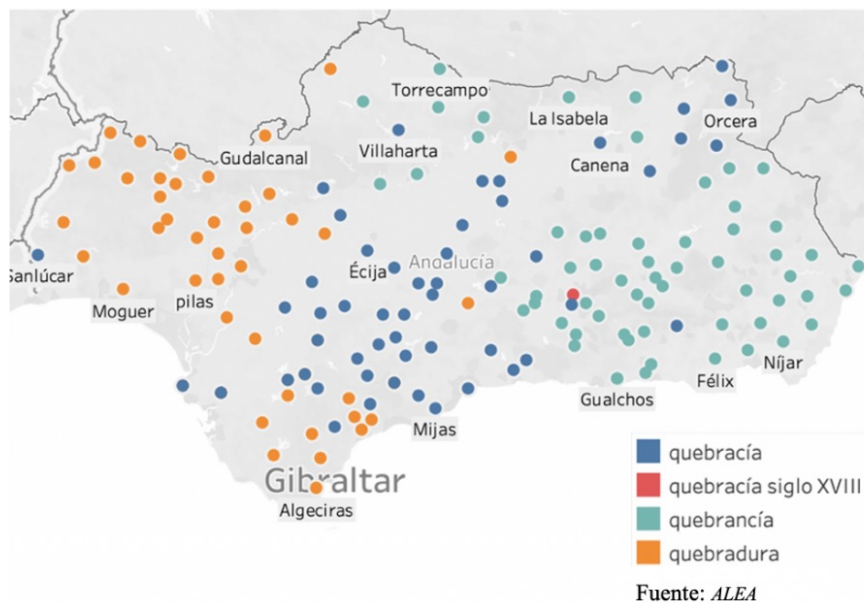 Torrecampo
La Isabela
Orcera
Gudalcanal
Villaharta
Canena
Andalucía
Écija
Sanlúcar
Moguer
pilas
Níjar
Félix
Gualchos
Mijas
Gibraltar
Algeciras
quebracía
quebracía siglo XVIII
quebrancía
quebradura
Fuente: ALEA